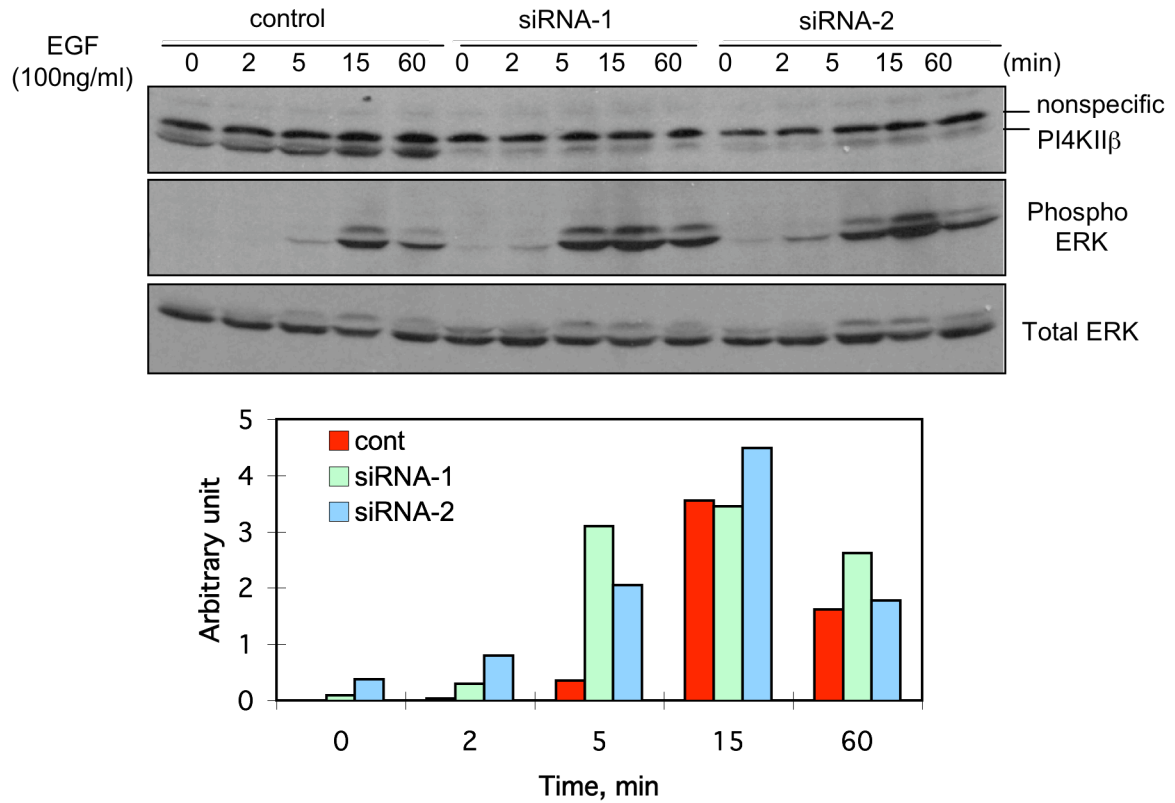 control siRNA-1 siRNA-2
EGF
(100ng/ml)
0 2 5 15 60 0 2 5 15 60 0 2 5 15 60 (min)
nonspecific
PI4KIIβ
Phospho
ERK
Total ERK
5
4
3
2
1
0
Arbitrary unit
cont
siRNA-1
siRNA-2
0 2 5 15 60
Time, min